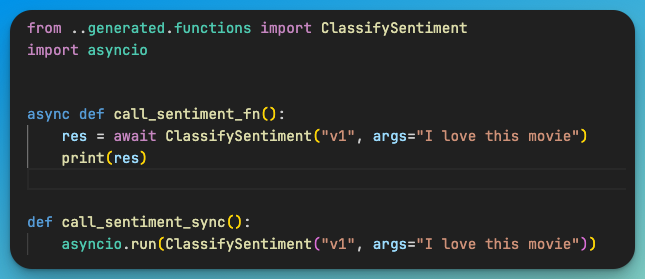 from ..generated.functions import ClassifySentiment
import asyncio
async def call_sentiment_fn():
    res = await ClassifySentiment("v1", args="I love this movie")
    print(res)
def call_sentiment_sync():
    asyncio.run(ClassifySentiment("v1", args="I love this movie"))